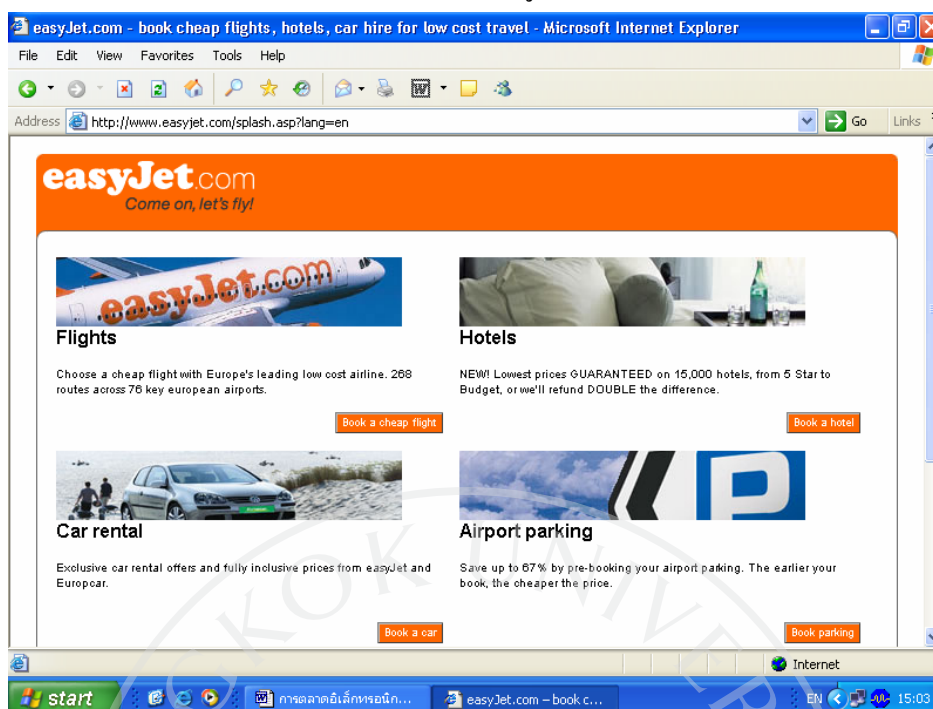 easyJet.com - book cheap flights, hotels, car hire for low cost travel - Microsoft Internet Explorer
File Edit View Favorites Tools Help
Address http://www.easyjet.com/splash.asp?lang=en Go Links
easyJet.com
Come on, let's fly!
easyJet.com
Flights
Choose a cheap flight with Europe's leading low cost airline. 268
routes across 76 key european airports.
Book a cheap flight
Hotels
NEW! Lowest prices GUARANTEED on 15,000 hotels, from 5 Star to
Budget, or we'll refund DOUBLE the difference.
Book a hotel
Car rental
Exclusive car rental offers and fully inclusive prices from easyJet and
Europcar.
Book a car
P
Airport parking
Save up to 67% by pre-booking your airport parking. The earlier your
book, the cheaper the price.
Book parking
GKOK UNIVER
Internet
start การตลาดอิเล็กทรอนิก... easyJet.com – book c... EN 15:03